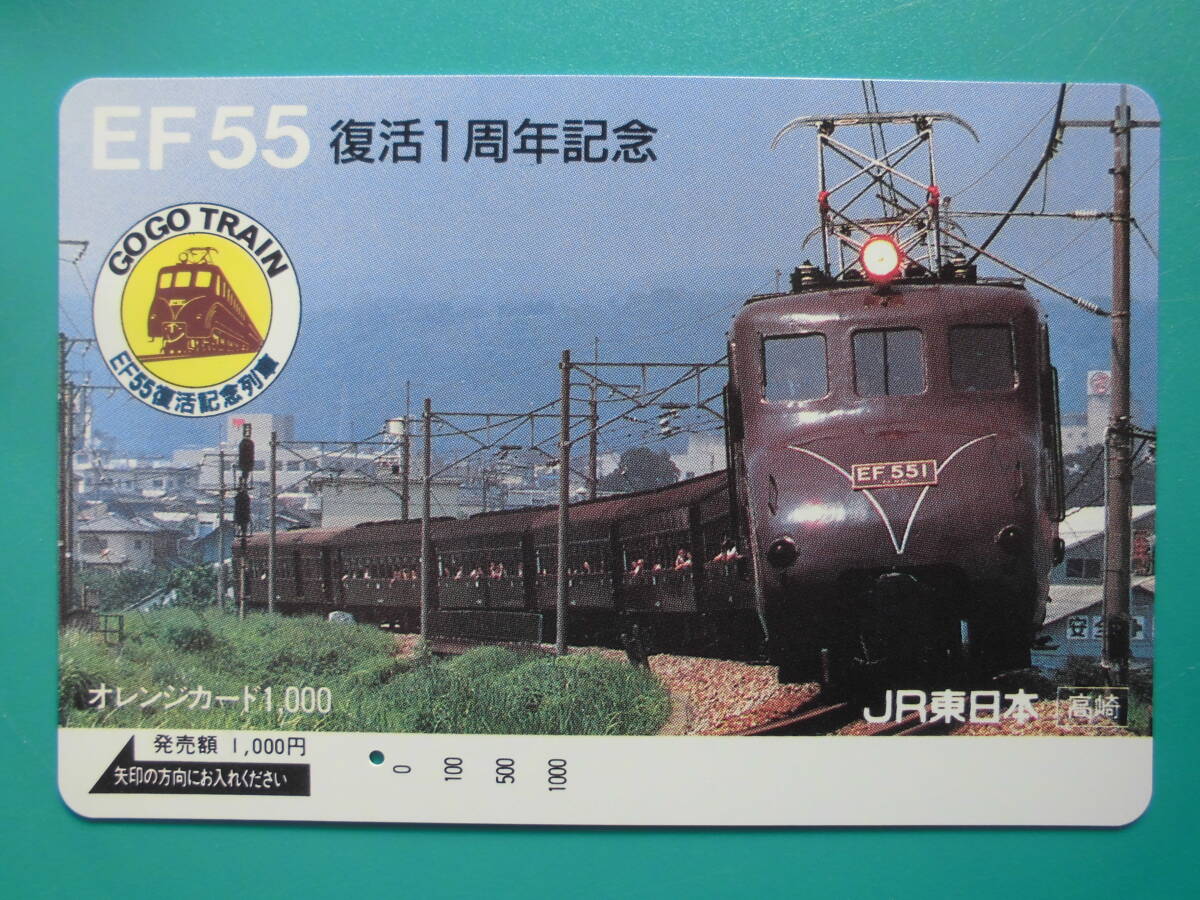 EF55 復活1周年記念
GOGO TRAIN
EF55復活記念列車
EF 551
安全
オレンジカード1,000
JR東日本 高崎
発売額 1,000円
矢印の方向にお入れください
0 100 500 1000